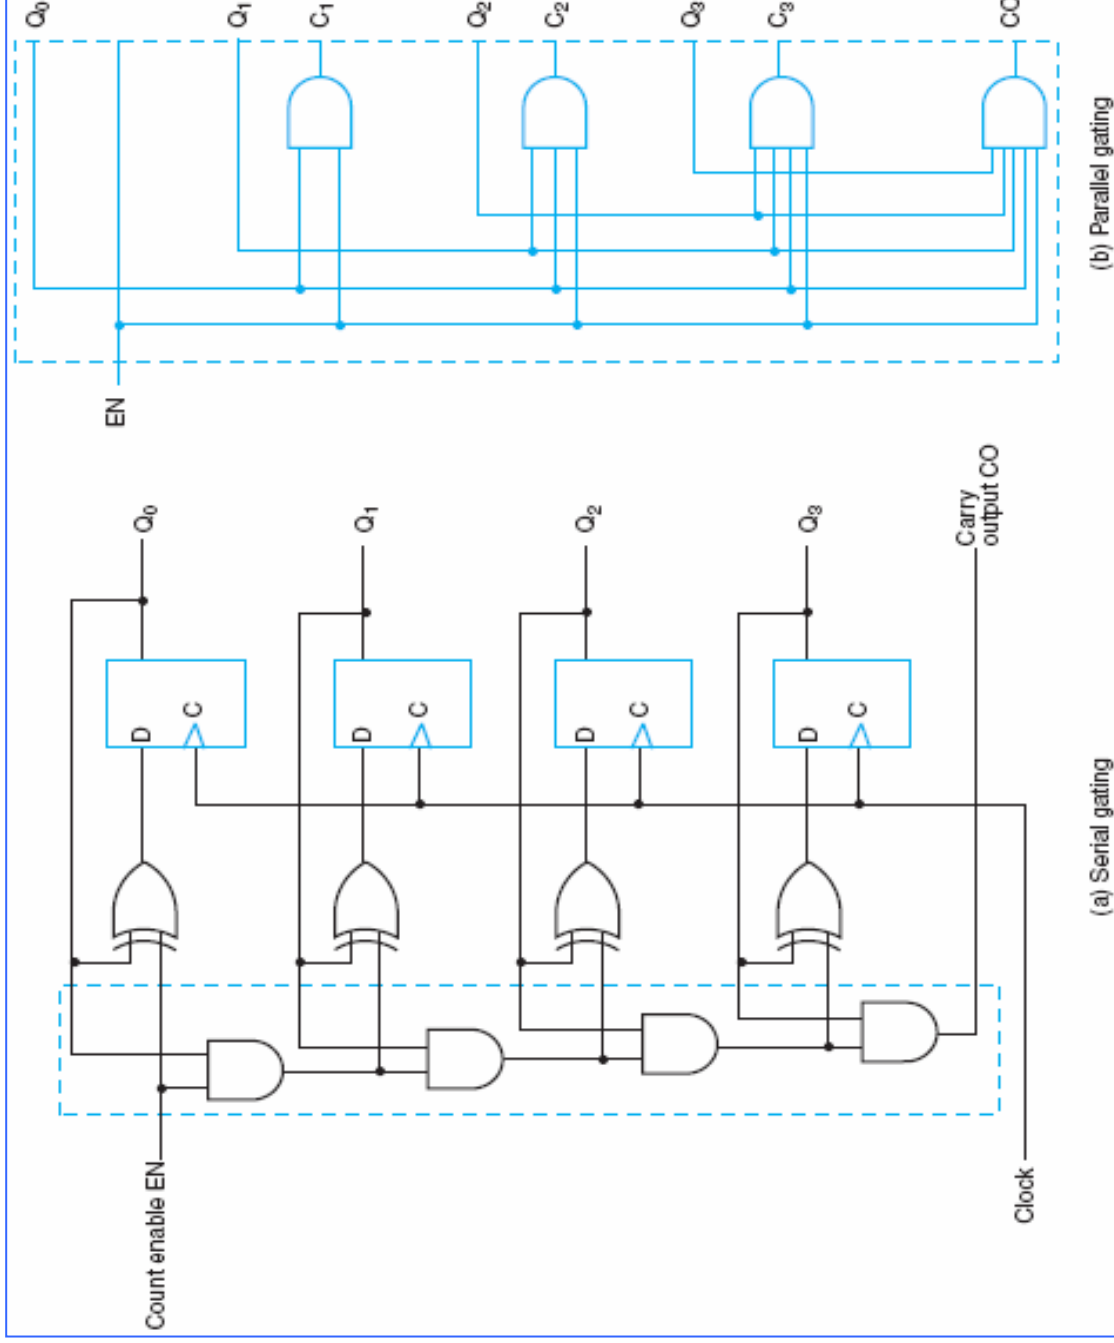 Count enable EN
D
C
Q₀
D
C
Q₁
D
C
Q₂
D
C
Q₃
Carry
output CO
Clock
(a) Serial gating
EN
Q₀
Q₁
C₁
Q₂
C₂
Q₃
C₃
CO
(b) Parallel gating